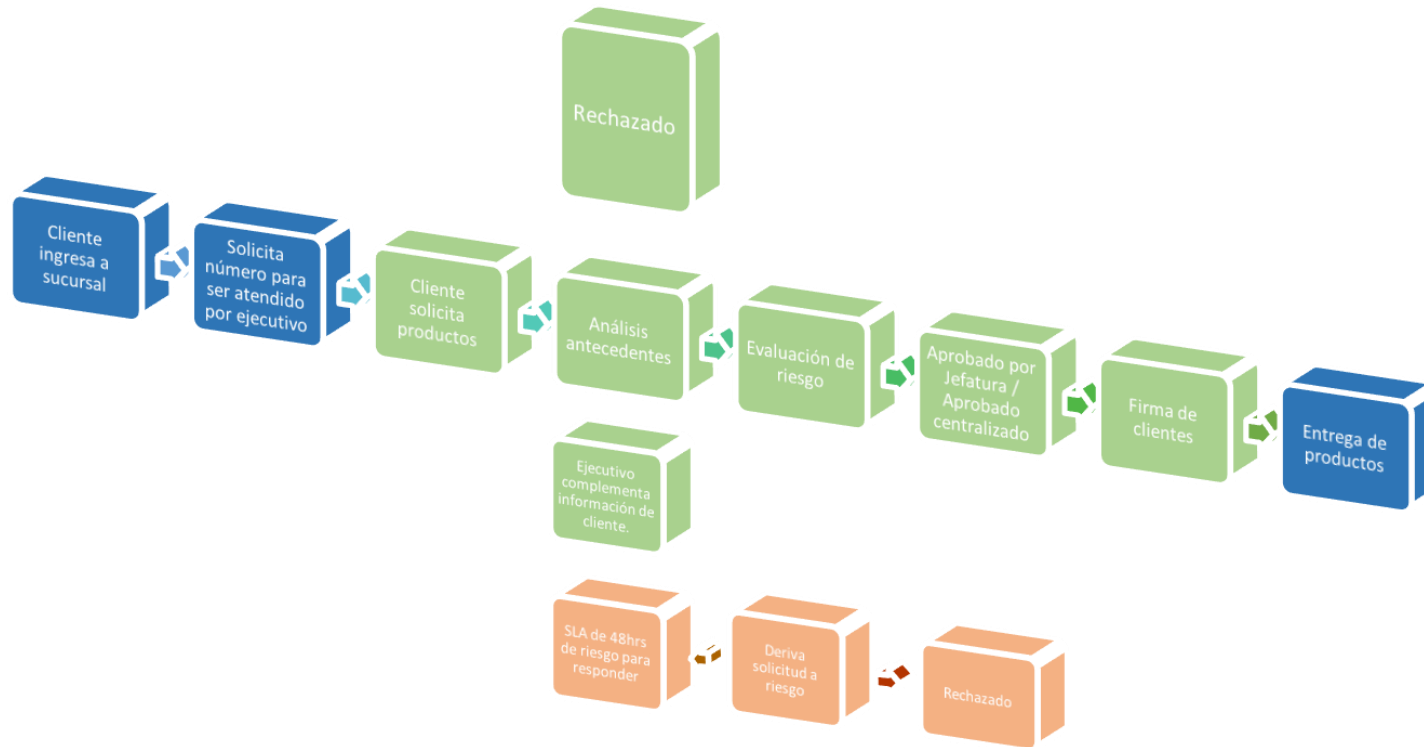 Rechazado
Cliente
ingresa a
sucursal
Solicita
número para
ser atendido
por ejecutivo
Cliente
solicita
productos
Análisis
antecedentes
Evaluación de
riesgo
Aprobado por
Jefatura /
Aprobado
centralizado
Firma de
clientes
Entrega de
productos
Ejecutivo
complementa
información de
cliente.
SLA de 48hrs
de riesgo para
responder
Deriva
solicitud a
riesgo
Rechazado